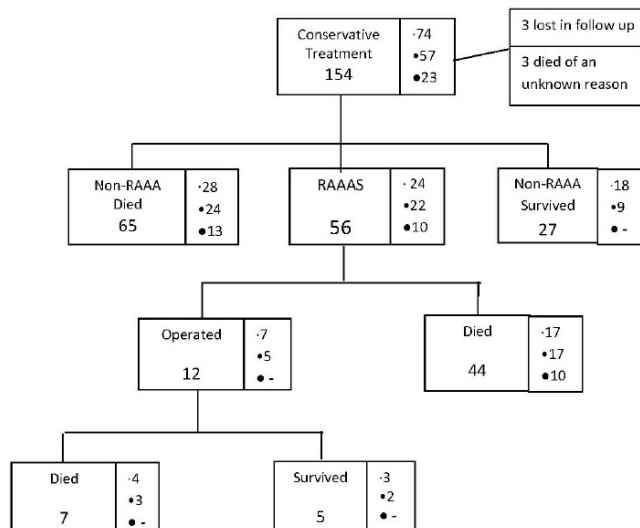 Conservative
Treatment
154
·74
•57
●23
3 lost in follow up
3 died of an
unknown reason
Non-RAAA
Died
65
·28
•24
●13
RAAAS
56
·24
•22
●10
Non-RAAA
Survived
27
·18
•9
● -
Operated
12
·7
•5
● -
Died
44
·17
•17
●10
Died
7
·4
•3
● -
Survived
5
·3
•2
● -